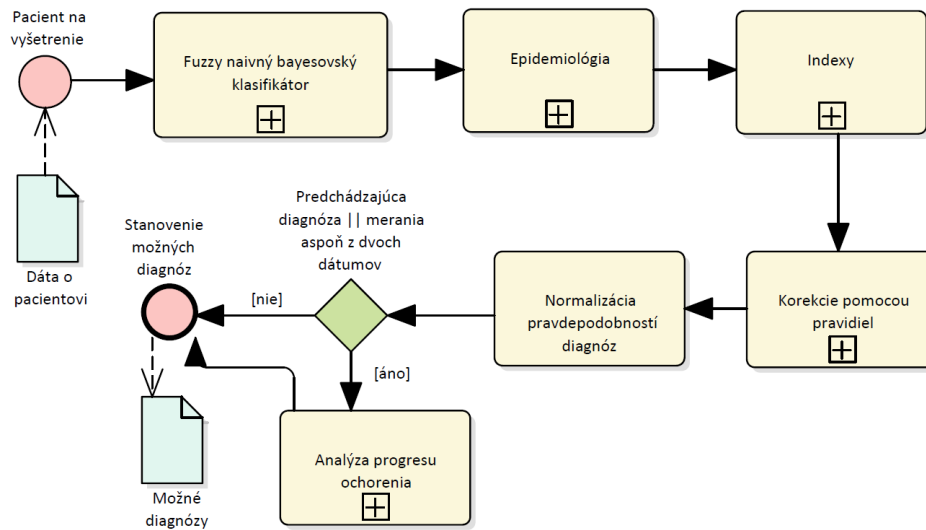 Pacient na
vyšetrenie
Fuzzy naivný bayesovský
klasifikátor
Epidemiológia
Indexy
Dáta o
pacientovi
Stanovenie
možných
diagnóz
Predchádzajúca
diagnóza || merania
aspoň z dvoch
dátumov
[nie]
[áno]
Normalizácia
pravdepodobností
diagnóz
Korekcie pomocou
pravidiel
Analýza progresu
ochorenia
Možné
diagnózy